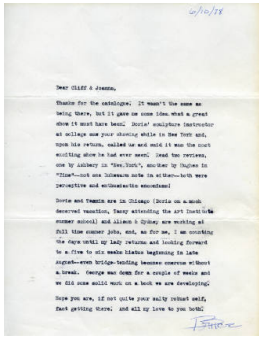 6/10/78
Dear Cliff & Joanna,
Thanks for the catalogue! It wasn't the same as
being there, but it gave me some idea what a great
show it must have been! Doris' sculpture instructor
at college saw your showing while in New York and,
upon his return, called us and said it was the most
exciting show he had ever seen! Read two reviews,
one by Ashbery in "New York", another by Hughes in
"Time"—not one lukewarm note in either—both were
perceptive and enthusiastic encomiums!
Doris and are in Chicago (Doris on a much
deserved vacation, attending the Art Institute
summer school) and Alison & Sydney are working at
full time summer jobs, and, as for me, I am counting
the days until my lady returns and looking forward
to a five to six weeks hiatus beginning in late
August—even bridge-tending becomes onerous without
a break. George was down for a couple of weeks and
we did some solid work on a book we are developing.
Hope you are, if not quite your salty robust self,
fast getting there. And all my love to you both!